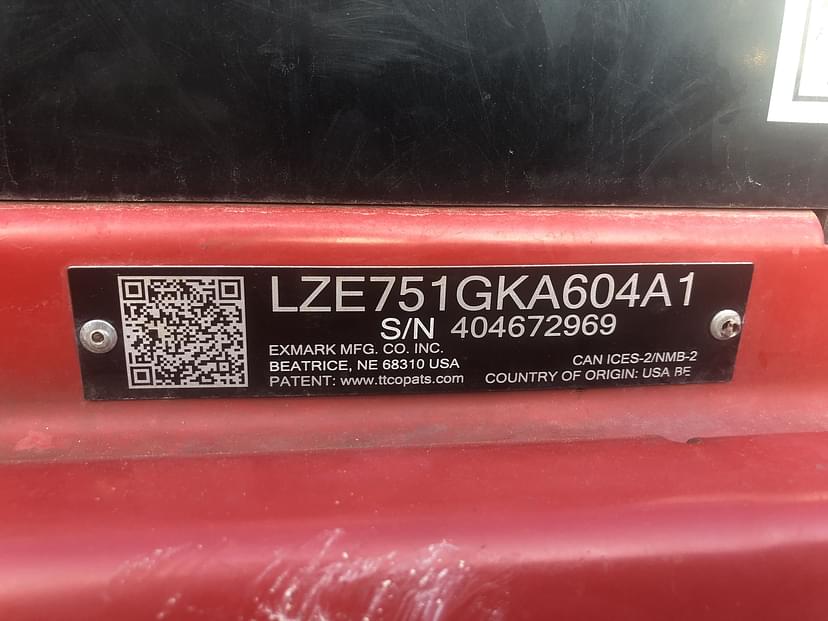 LZE751GKA604A1
S/N 404672969
EXMARK MFG. CO. INC.
BEATRICE, NE 68310 USA
PATENT: www.ttcopats.com
CAN ICES-2/NMB-2
COUNTRY OF ORIGIN: USA BE